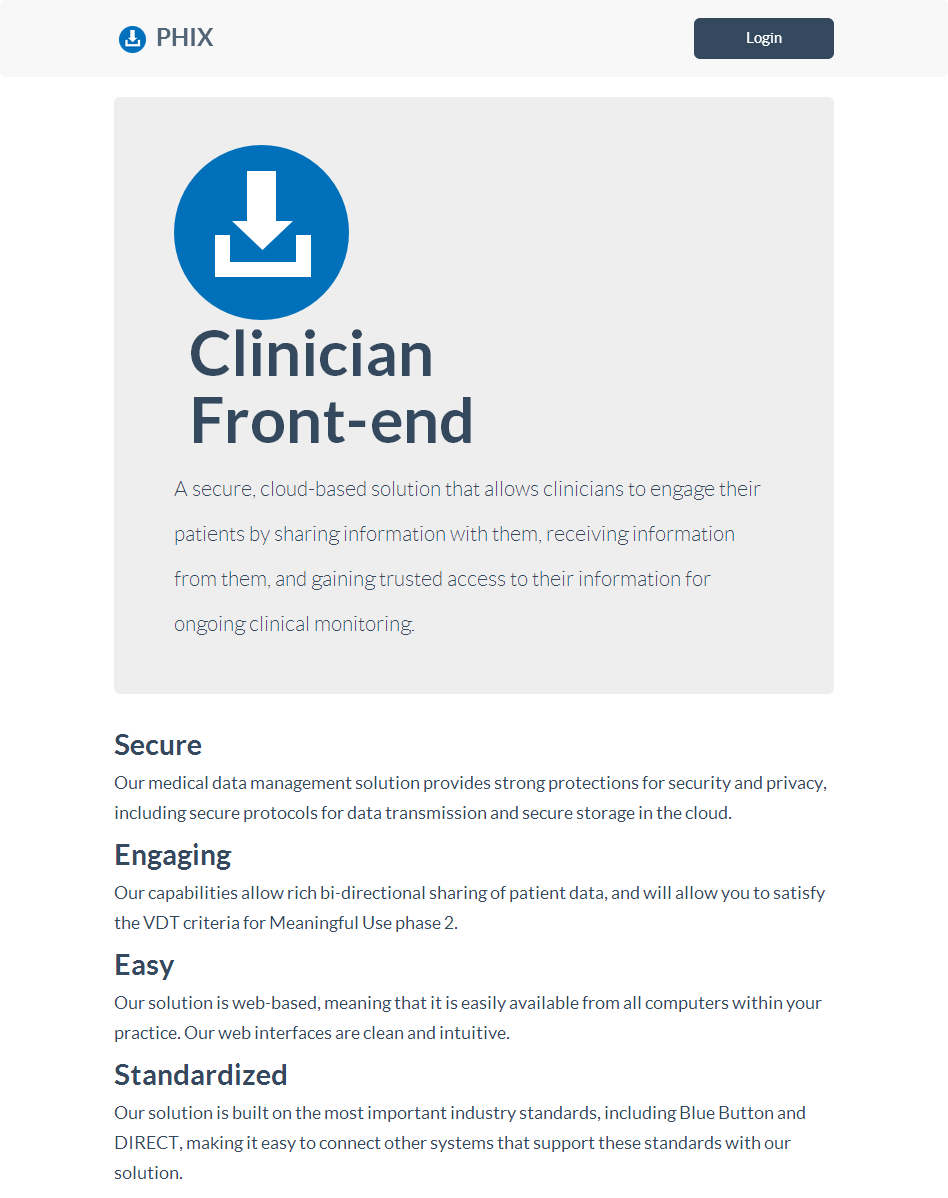 PHIX
Login
Clinician
Front-end
A secure, cloud-based solution that allows clinicians to engage their
patients by sharing information with them, receiving information
from them, and gaining trusted access to their information for
ongoing clinical monitoring.
Secure
Our medical data management solution provides strong protections for security and privacy,
including secure protocols for data transmission and secure storage in the cloud.
Engaging
Our capabilities allow rich bi-directional sharing of patient data, and will allow you to satisfy
the VDT criteria for Meaningful Use phase 2.
Easy
Our solution is web-based, meaning that it is easily available from all computers within your
practice. Our web interfaces are clean and intuitive.
Standardized
Our solution is built on the most important industry standards, including Blue Button and
DIRECT, making it easy to connect other systems that support these standards with our
solution.